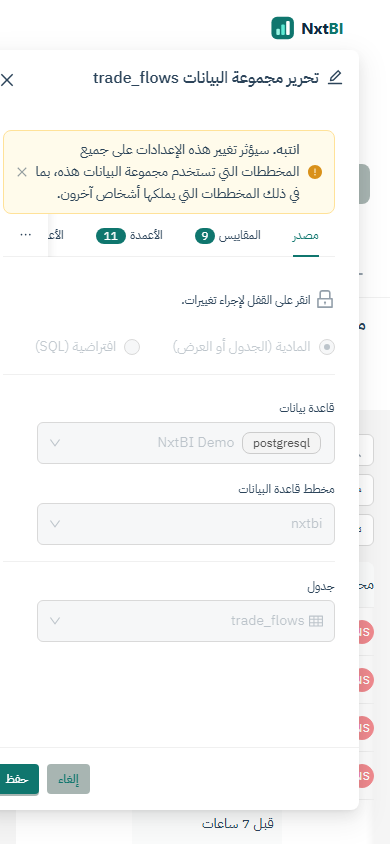 NxtBI
تحرير مجموعة البيانات trade_flows
انتبه. سيؤثر تغيير هذه الإعدادات على جميع
المخططات التي تستخدم مجموعة البيانات هذه، بما
في ذلك المخططات التي يملكها أشخاص آخرون.
مصدر
المقاييس 9
الأعمدة 11
...
انقر على القفل لإجراء تغييرات.
المادية (الجدول أو العرض)
افتراضية (SQL)
قاعدة بيانات
postgresql NxtBI Demo
مخطط قاعدة البيانات
nxtbi
جدول
trade_flows
إلغاء
حفظ
قبل 7 ساعات